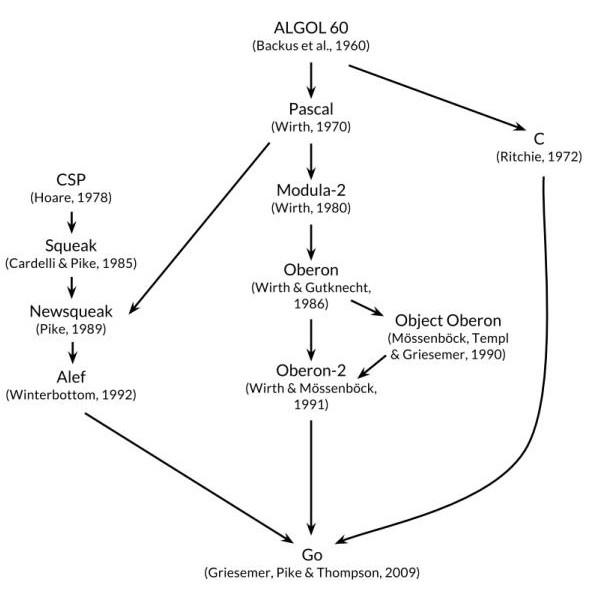 ALGOL 60
(Backus et al., 1960)
Pascal
(Wirth, 1970)
C
(Ritchie, 1972)
CSP
(Hoare, 1978)
Modula-2
(Wirth, 1980)
Squeak
(Cardelli & Pike, 1985)
Oberon
(Wirth & Gutknecht,
1986)
Newsqueak
(Pike, 1989)
Object Oberon
(Mössenböck, Templ
& Griesemer, 1990)
Alef
(Winterbottom, 1992)
Oberon-2
(Wirth & Mössenböck,
1991)
Go
(Griesemer, Pike & Thompson, 2009)